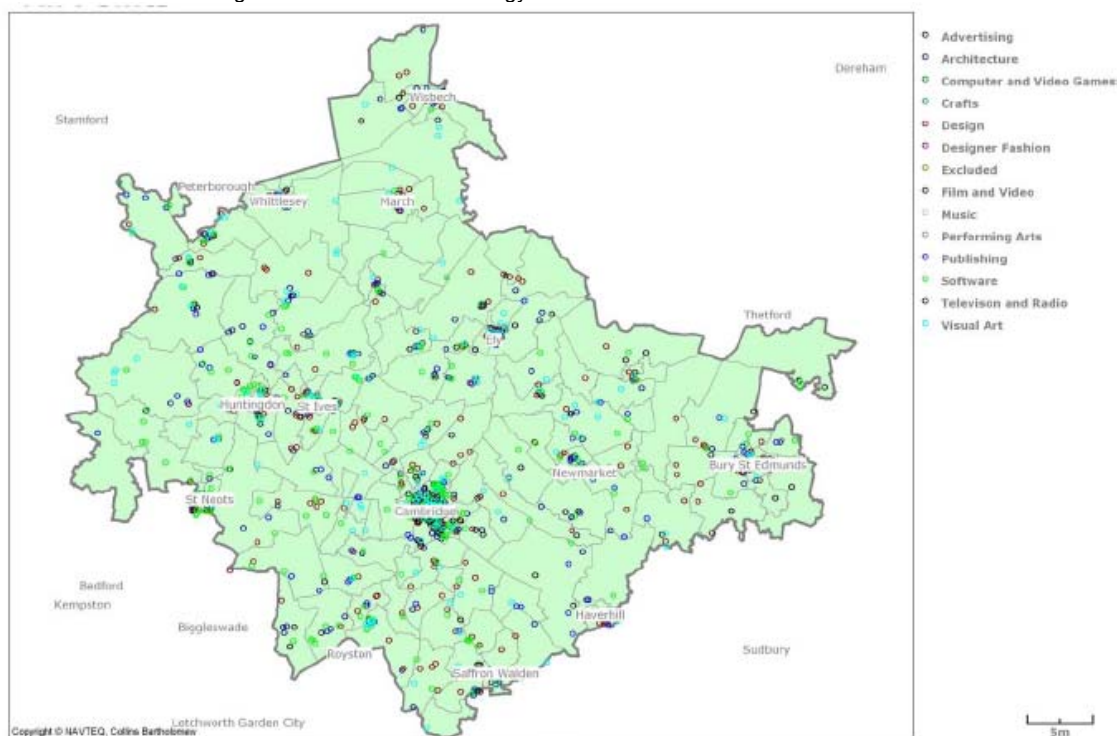 Dereham
Wisbech
Stamford
Peterborough
Whittlesey
March
Thetford
Ely
Huntingdon
St Ives
Newmarket
Bury St Edmunds
St Neots
Cambridge
Bedford
Kempston
Haverhill
Biggleswade
Royston
Sudbury
Saffron Walden
Letchworth Garden City
Copyright © NAVTEQ, Collins Bartholomew
5m
Advertising
Architecture
Computer and Video Games
Crafts
Design
Designer Fashion
Excluded
Film and Video
Music
Performing Arts
Publishing
Software
Televison and Radio
Visual Art